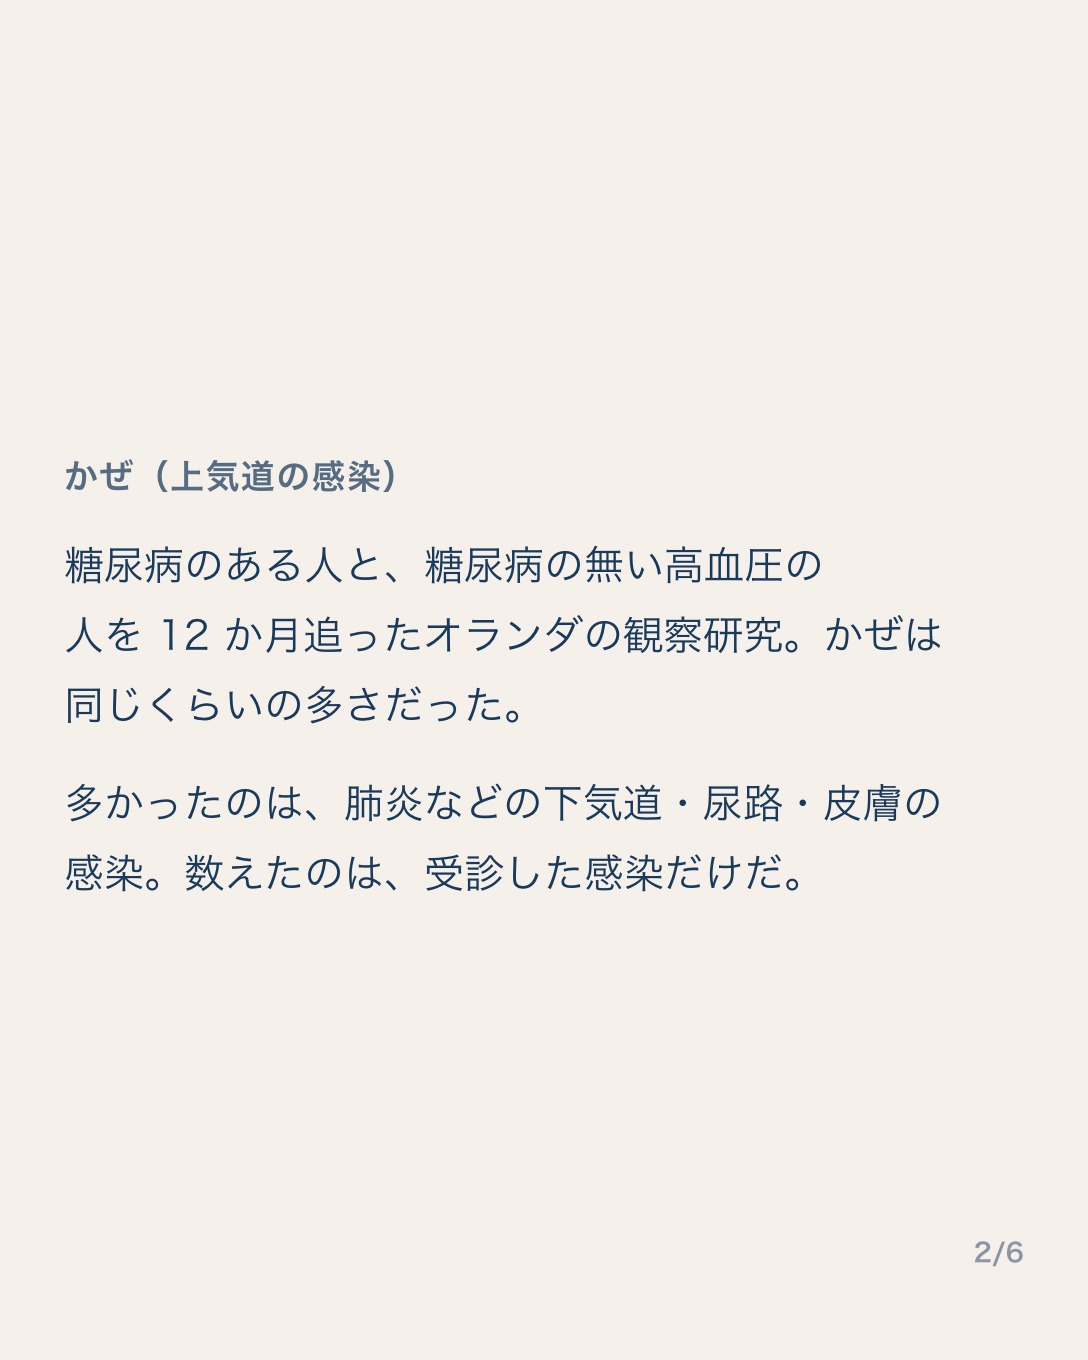 かぜ（上気道の感染）
糖尿病のある人と、糖尿病の無い高血圧の
人を 12 か月追ったオランダの観察研究。かぜは
同じくらいの多さだった。
多かったのは、肺炎などの下気道・尿路・皮膚の
感染。数えたのは、受診した感染だけだ。
2/6